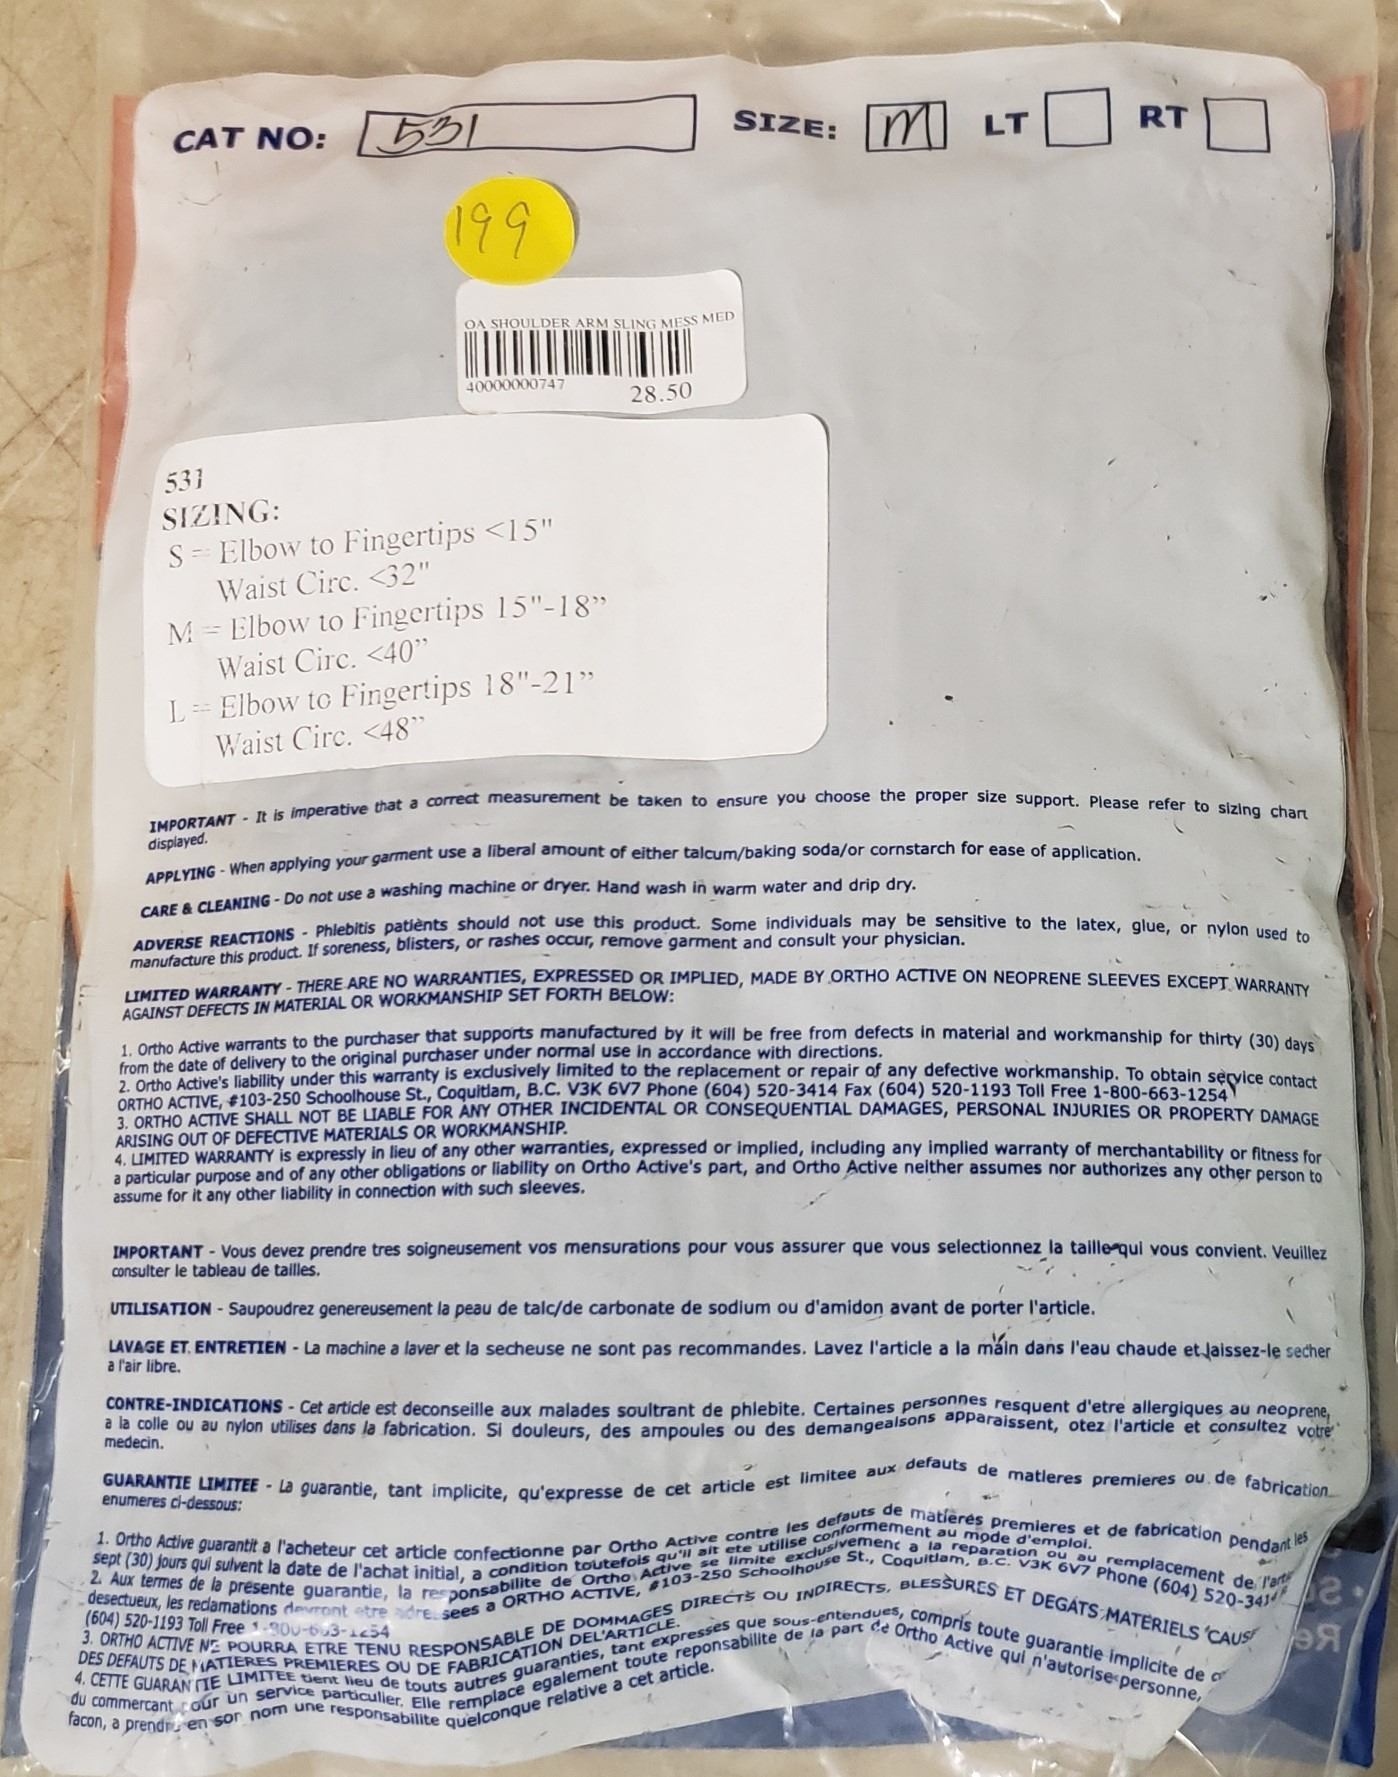 CAT NO: 531 SIZE: M LT RT
199
OA SHOULDER ARM SLING MESS MED
40000000747
28.50
531
SIZING:
S = Elbow to Fingertips <15"
Waist Circ. <32"
M = Elbow to Fingertips 15"-18”
Waist Circ. <40”
L = Elbow to Fingertips 18"-21”
Waist Circ. <48”
IMPORTANT - It is imperative that a correct measurement be taken to ensure you choose the proper size support. Please refer to sizing chart
displayed.
APPLYING - When applying your garment use a liberal amount of either talcum/baking soda/or cornstarch for ease of application.
CARE & CLEANING - Do not use a washing machine or dryer. Hand wash in warm water and drip dry.
ADVERSE REACTIONS - Phlebitis patients should not use this product. Some individuals may be sensitive to the latex, glue, or nylon used to
manufacture this product. If soreness, blisters, or rashes occur, remove garment and consult your physician.
LIMITED WARRANTY - THERE ARE NO WARRANTIES, EXPRESSED OR IMPLIED, MADE BY ORTHO ACTIVE ON NEOPRENE SLEEVES EXCEPT WARRANTY
AGAINST DEFECTS IN MATERIAL OR WORKMANSHIP SET FORTH BELOW:
1. Ortho Active warrants to the purchaser that supports manufactured by it will be free from defects in material and workmanship for thirty (30) days
from the date of delivery to the original purchaser under normal use in accordance with directions.
2. Ortho Active's liability under this warranty is exclusively limited to the replacement or repair of any defective workmanship. To obtain service contact
ORTHO ACTIVE, #103-250 Schoolhouse St., Coquitlam, B.C. V3K 6V7 Phone (604) 520-3414 Fax (604) 520-1193 Toll Free 1-800-663-1254
3. ORTHO ACTIVE SHALL NOT BE LIABLE FOR ANY OTHER INCIDENTAL OR CONSEQUENTIAL DAMAGES, PERSONAL INJURIES OR PROPERTY DAMAGE
ARISING OUT OF DEFECTIVE MATERIALS OR WORKMANSHIP.
4. LIMITED WARRANTY is expressly in lieu of any other warranties, expressed or implied, including any implied warranty of merchantability or fitness for
a particular purpose and of any other obligations or liability on Ortho Active's part, and Ortho Active neither assumes nor authorizes any other person to
assume for it any other liability in connection with such sleeves.
IMPORTANT - Vous devez prendre tres soigneusement vos mensurations pour vous assurer que vous selectionnez la taille qui vous convient. Veuillez
consulter le tableau de tailles.
UTILISATION - Saupoudrez genereusement la peau de talc/de carbonate de sodium ou d'amidon avant de porter l'article.
LAVAGE ET ENTRETIEN - La machine a laver et la secheuse ne sont pas recommandes. Lavez l'article a la main dans l'eau chaude et laissez-le secher
a l'air libre.
CONTRE-INDICATIONS - Cet article est deconseille aux malades soultrant de phlebite. Certaines personnes resquent d'etre allergiques au neoprene,
a la colle ou au nylon utilises dans la fabrication. Si douleurs, des ampoules ou des demangeaisons apparaissent, otez l'article et consultez votre
medecin.
GUARANTIE LIMITEE - La guarantie, tant implicite, qu'expresse de cet article est limitee aux defauts de matieres premieres ou de fabrication
enumeres ci-dessous:
1. Ortho Active guarantit a l'acheteur cet article confectionne par Ortho Active contre les defauts de matieres premieres et de fabrication pendant les
sept (30) jours qui sulvent la date de l'achat initial, a condition toutefois qu'il ait ete utilise conformement au mode d'emploi.
2. Aux termes de la presente guarantie, la responsabilite de Ortho Active se limite exclusivement a la reparation ou au remplacement de
desectueux, les reclamations devront etre adressees a ORTHO ACTIVE, #103-250 Schoolhouse St., Coquitlam, B.C. V3K 6V7 Phone (604) 520-3414
(604) 520-1193 Toll Free 1-800-663-1254
3. ORTHO ACTIVE NE POURRA ETRE TENU RESPONSABLE DE DOMMAGES DIRECTS OU INDIRECTS, BLESSURES ET DEGATS MATERIELS
DES DEFAUTS DE MATIERES PREMIERES OU DE FABRICATION DEL'ARTICLE.
4. CETTE GUARANTIE LIMITEE tient lieu de touts autres guaranties, tant expresses que sous-entendues, compris toute guarantie implicite de
du commercant pour un service particulier. Elle remplace egalement toute reponsabilite de la part de Ortho Active qui n'autorise personne,
facon, a prendre en son nom une responsabilite quelconque relative a cet article.